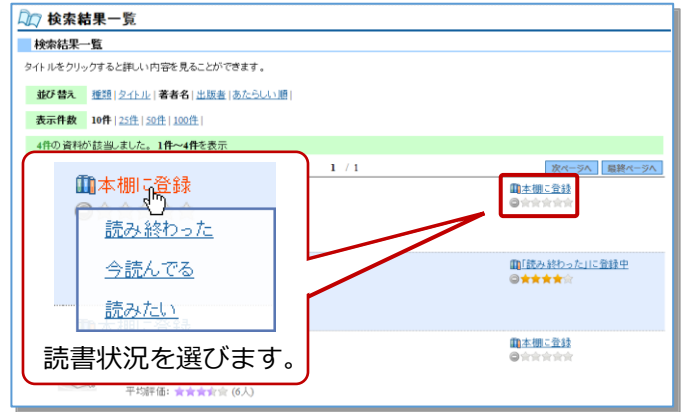 検索結果一覧
検索結果一覧
タイトルをクリックすると詳しい内容を見ることができます。
並び替え 種類 | タイトル | 著者名 | 出版者 | あたらしい順 |
表示件数 10件 | 25件 | 50件 | 100件 |
4件の資料が該当しました。1件~4件を表示
1 / 1 次ページへ 最終ページへ
本棚に登録
読み終わった
今読んでる
読みたい
本棚に登録
読書状況を選びます。
本棚に登録
「読み終わった」に登録中
本棚に登録
平均評価: (6人)